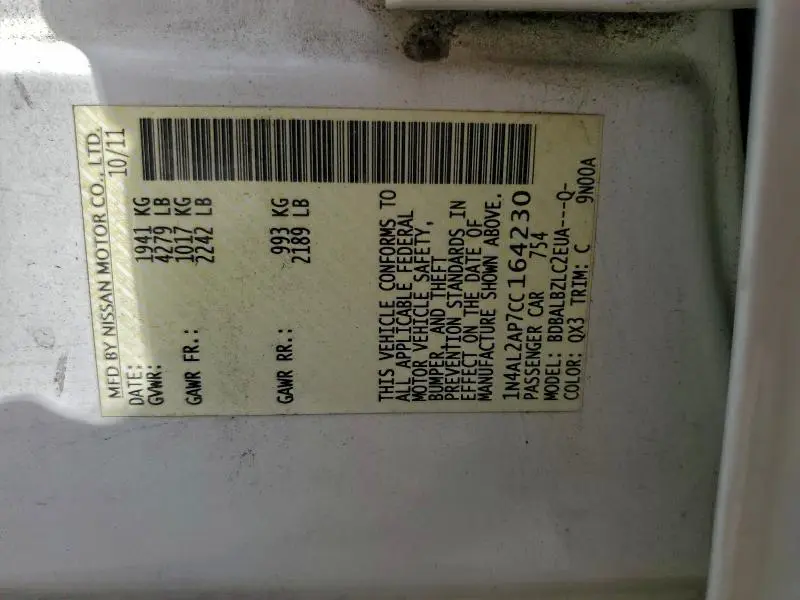 MFD BY NISSAN MOTOR CO., LTD.
DATE: 10/11
GVWR: 1941 KG
4279 LB
GAWR FR.: 1017 KG
2242 LB
GAWR RR.: 993 KG
2189 LB
THIS VEHICLE CONFORMS TO
ALL APPLICABLE FEDERAL
MOTOR VEHICLE SAFETY,
BUMPER, AND THEFT
PREVENTION STANDARDS IN
EFFECT ON THE DATE OF
MANUFACTURE SHOWN ABOVE.
1N4AL2AP7CC164230
PASSENGER CAR 754
MODEL: BDBALBZLC2EUA---Q-
COLOR: QX3 TRIM: C 9N00A